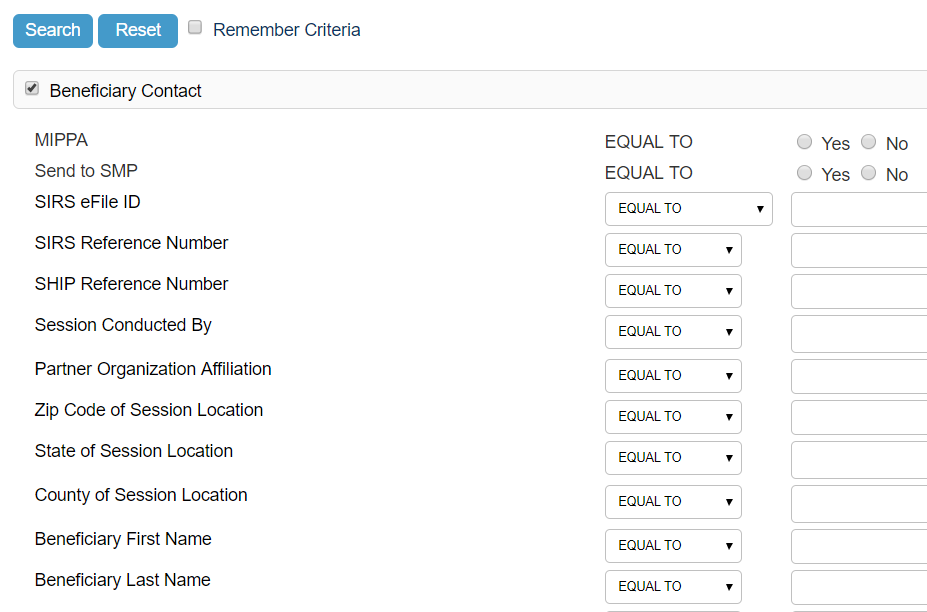 Search Reset Remember Criteria
Beneficiary Contact
MIPPA EQUAL TO Yes No
Send to SMP EQUAL TO Yes No
SIRS eFile ID EQUAL TO
SIRS Reference Number EQUAL TO
SHIP Reference Number EQUAL TO
Session Conducted By EQUAL TO
Partner Organization Affiliation EQUAL TO
Zip Code of Session Location EQUAL TO
State of Session Location EQUAL TO
County of Session Location EQUAL TO
Beneficiary First Name EQUAL TO
Beneficiary Last Name EQUAL TO